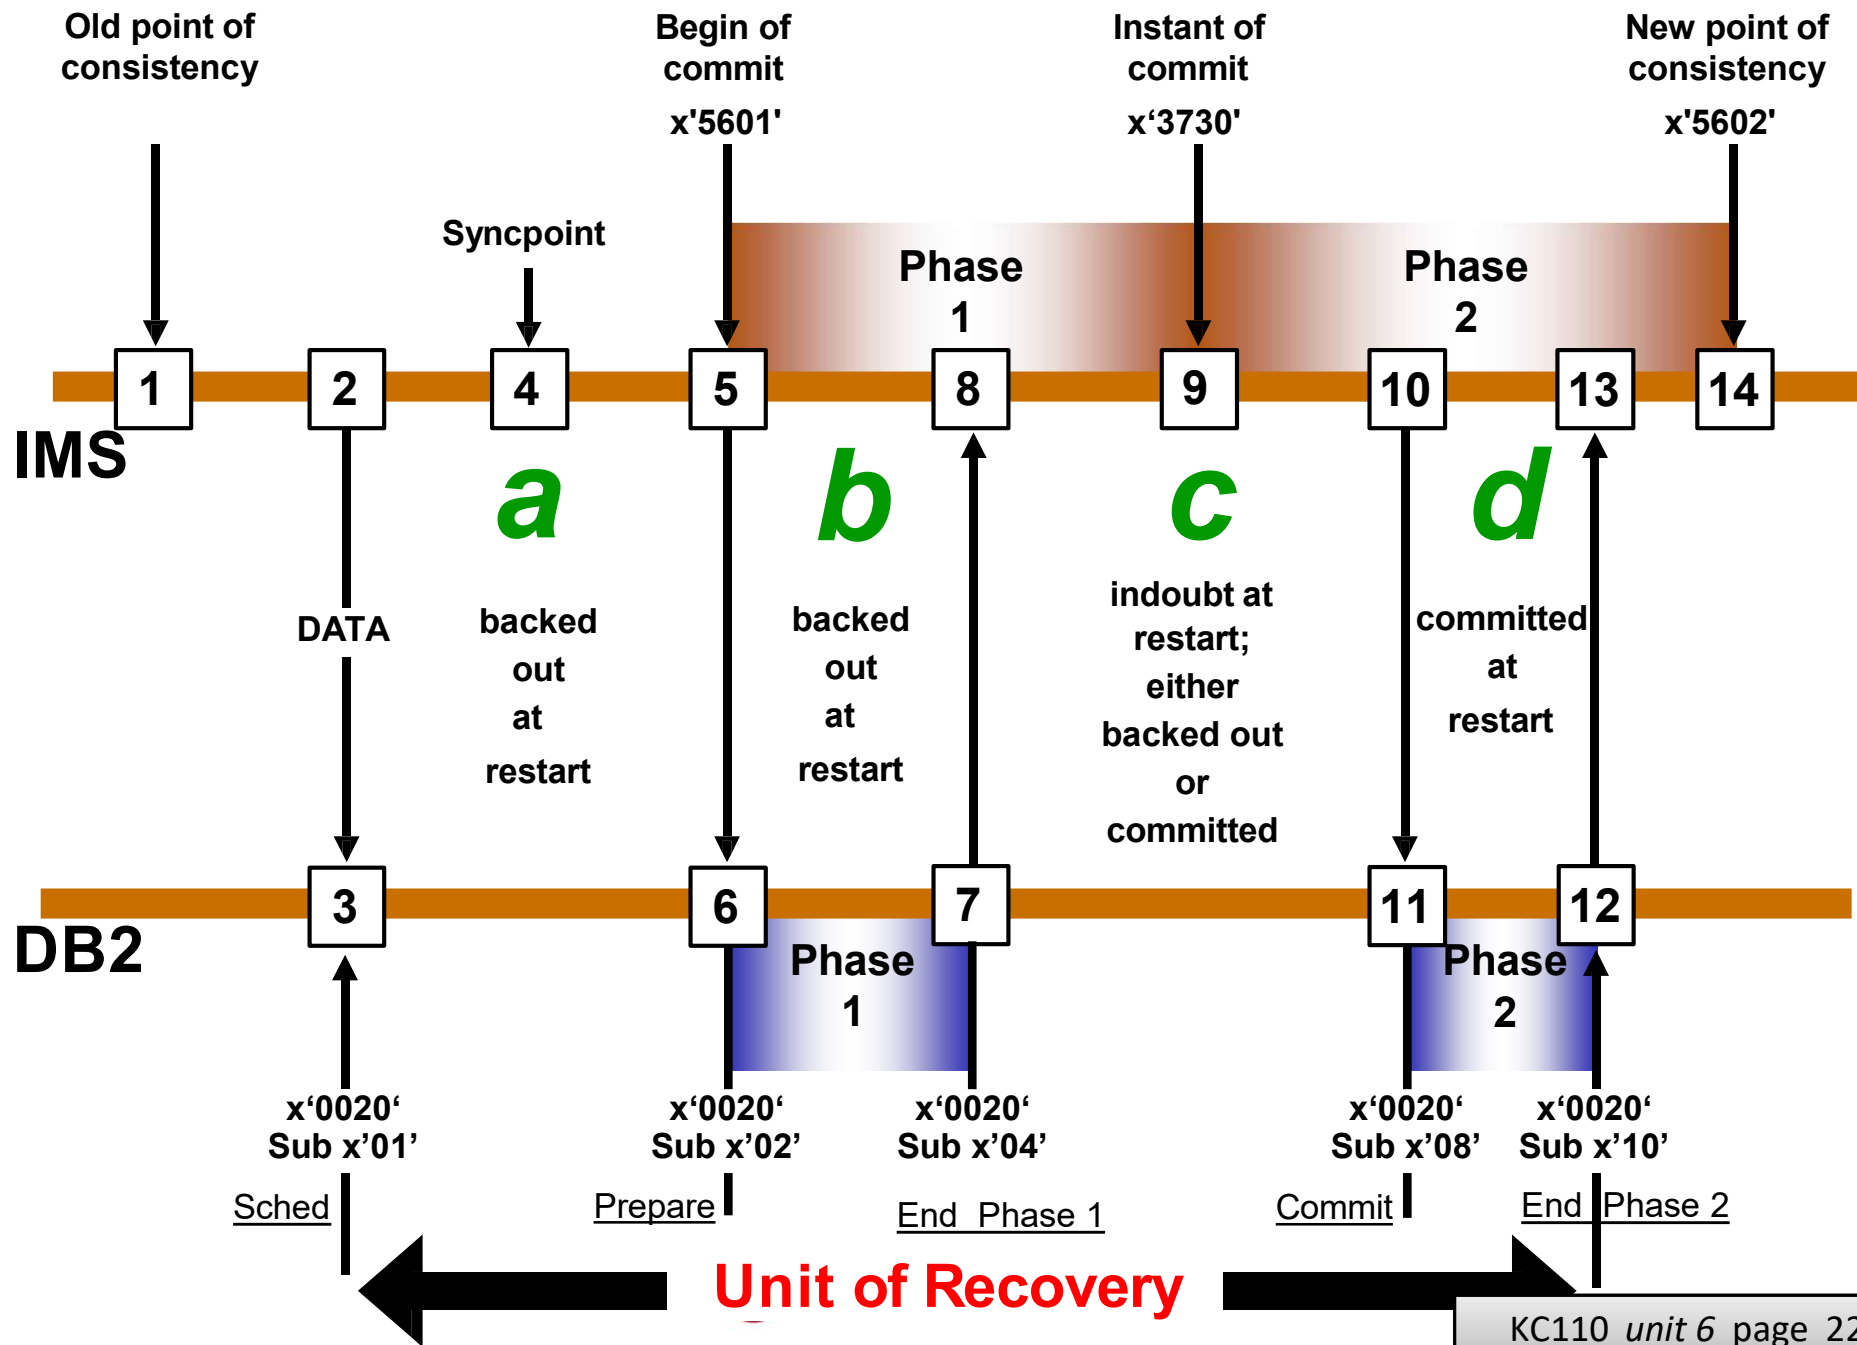 Old point of
consistency
Begin of
commit
x'5601'
Instant of
commit
x‘3730'
New point of
consistency
x'5602'
Syncpoint
Phase
1
Phase
2
1
2
4
5
8
9
10
13
14
IMS
a
b
c
d
DATA
backed
out
at
restart
backed
out
at
restart
indoubt at
restart;
either
backed out
or
committed
committed
at
restart
3
6
7
11
12
DB2
Phase
1
Phase
2
x‘0020‘
Sub x’01’
x‘0020‘
Sub x’02’
x‘0020‘
Sub x’04’
x‘0020‘
Sub x’08’
x‘0020‘
Sub x’10’
Sched
Prepare
End Phase 1
Commit
End Phase 2
Unit of Recovery
KC110 unit 6 page 22